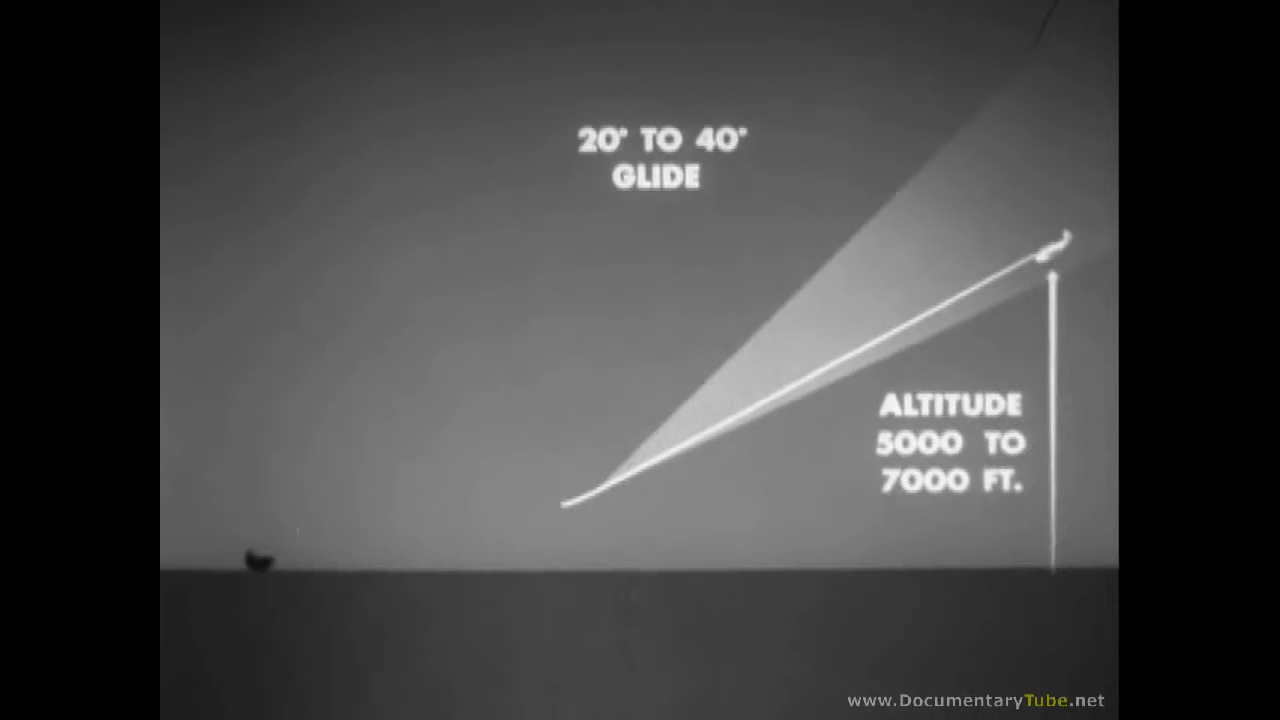 20° TO 40°
GLIDE
ALTITUDE
5000 TO
7000 FT.
www.DocumentaryTube.net